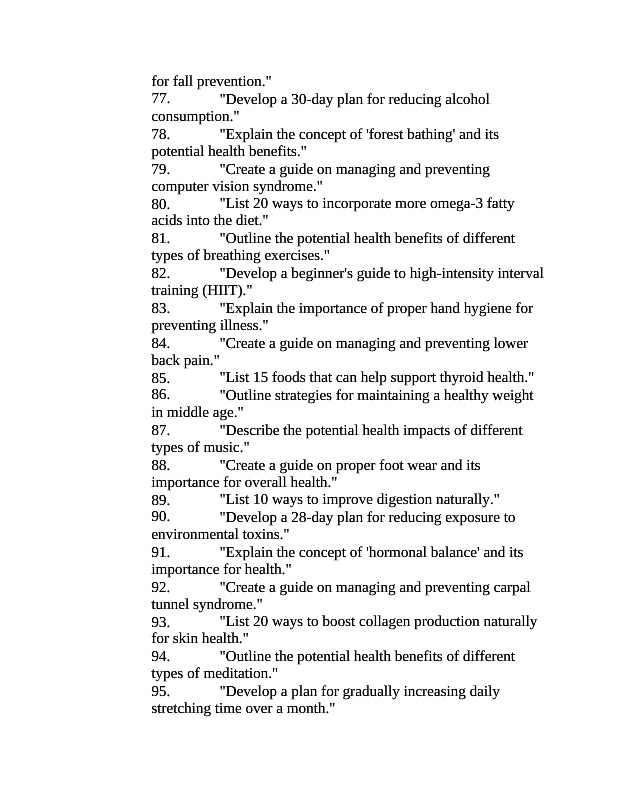 for fall prevention."
77. "Develop a 30-day plan for reducing alcohol
consumption."
78. "Explain the concept of 'forest bathing' and its
potential health benefits."
79. "Create a guide on managing and preventing
computer vision syndrome."
80. "List 20 ways to incorporate more omega-3 fatty
acids into the diet."
81. "Outline the potential health benefits of different
types of breathing exercises."
82. "Develop a beginner's guide to high-intensity interval
training (HIIT)."
83. "Explain the importance of proper hand hygiene for
preventing illness."
84. "Create a guide on managing and preventing lower
back pain."
85. "List 15 foods that can help support thyroid health."
86. "Outline strategies for maintaining a healthy weight
in middle age."
87. "Describe the potential health impacts of different
types of music."
88. "Create a guide on proper foot wear and its
importance for overall health."
89. "List 10 ways to improve digestion naturally."
90. "Develop a 28-day plan for reducing exposure to
environmental toxins."
91. "Explain the concept of 'hormonal balance' and its
importance for health."
92. "Create a guide on managing and preventing carpal
tunnel syndrome."
93. "List 20 ways to boost collagen production naturally
for skin health."
94. "Outline the potential health benefits of different
types of meditation."
95. "Develop a plan for gradually increasing daily
stretching time over a month."